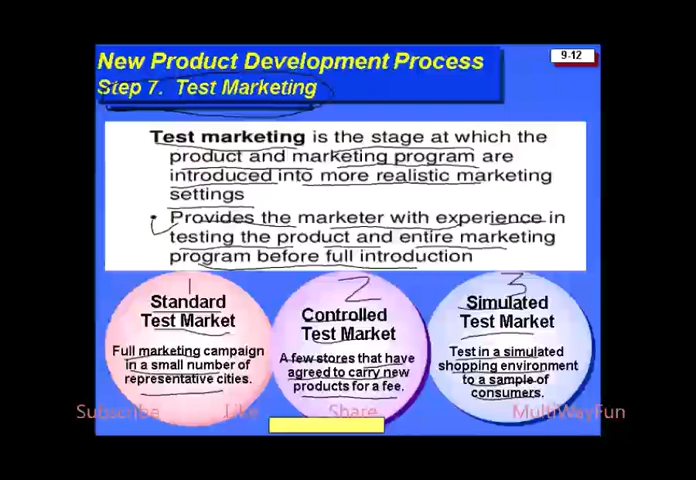 New Product Development Process
9-12
Step 7. Test Marketing
Test marketing is the stage at which the
product and marketing program are
introduced into more realistic marketing
settings
• Provides the marketer with experience in
testing the product and entire marketing
program before full introduction
1
Standard
Test Market
Full marketing campaign
in a small number of
representative cities.
2
Controlled
Test Market
A few stores that have
agreed to carry new
products for a fee.
3
Simulated
Test Market
Test in a simulated
shopping environment
to a sample of
consumers.
Subscribe Like Share MultiWayFun